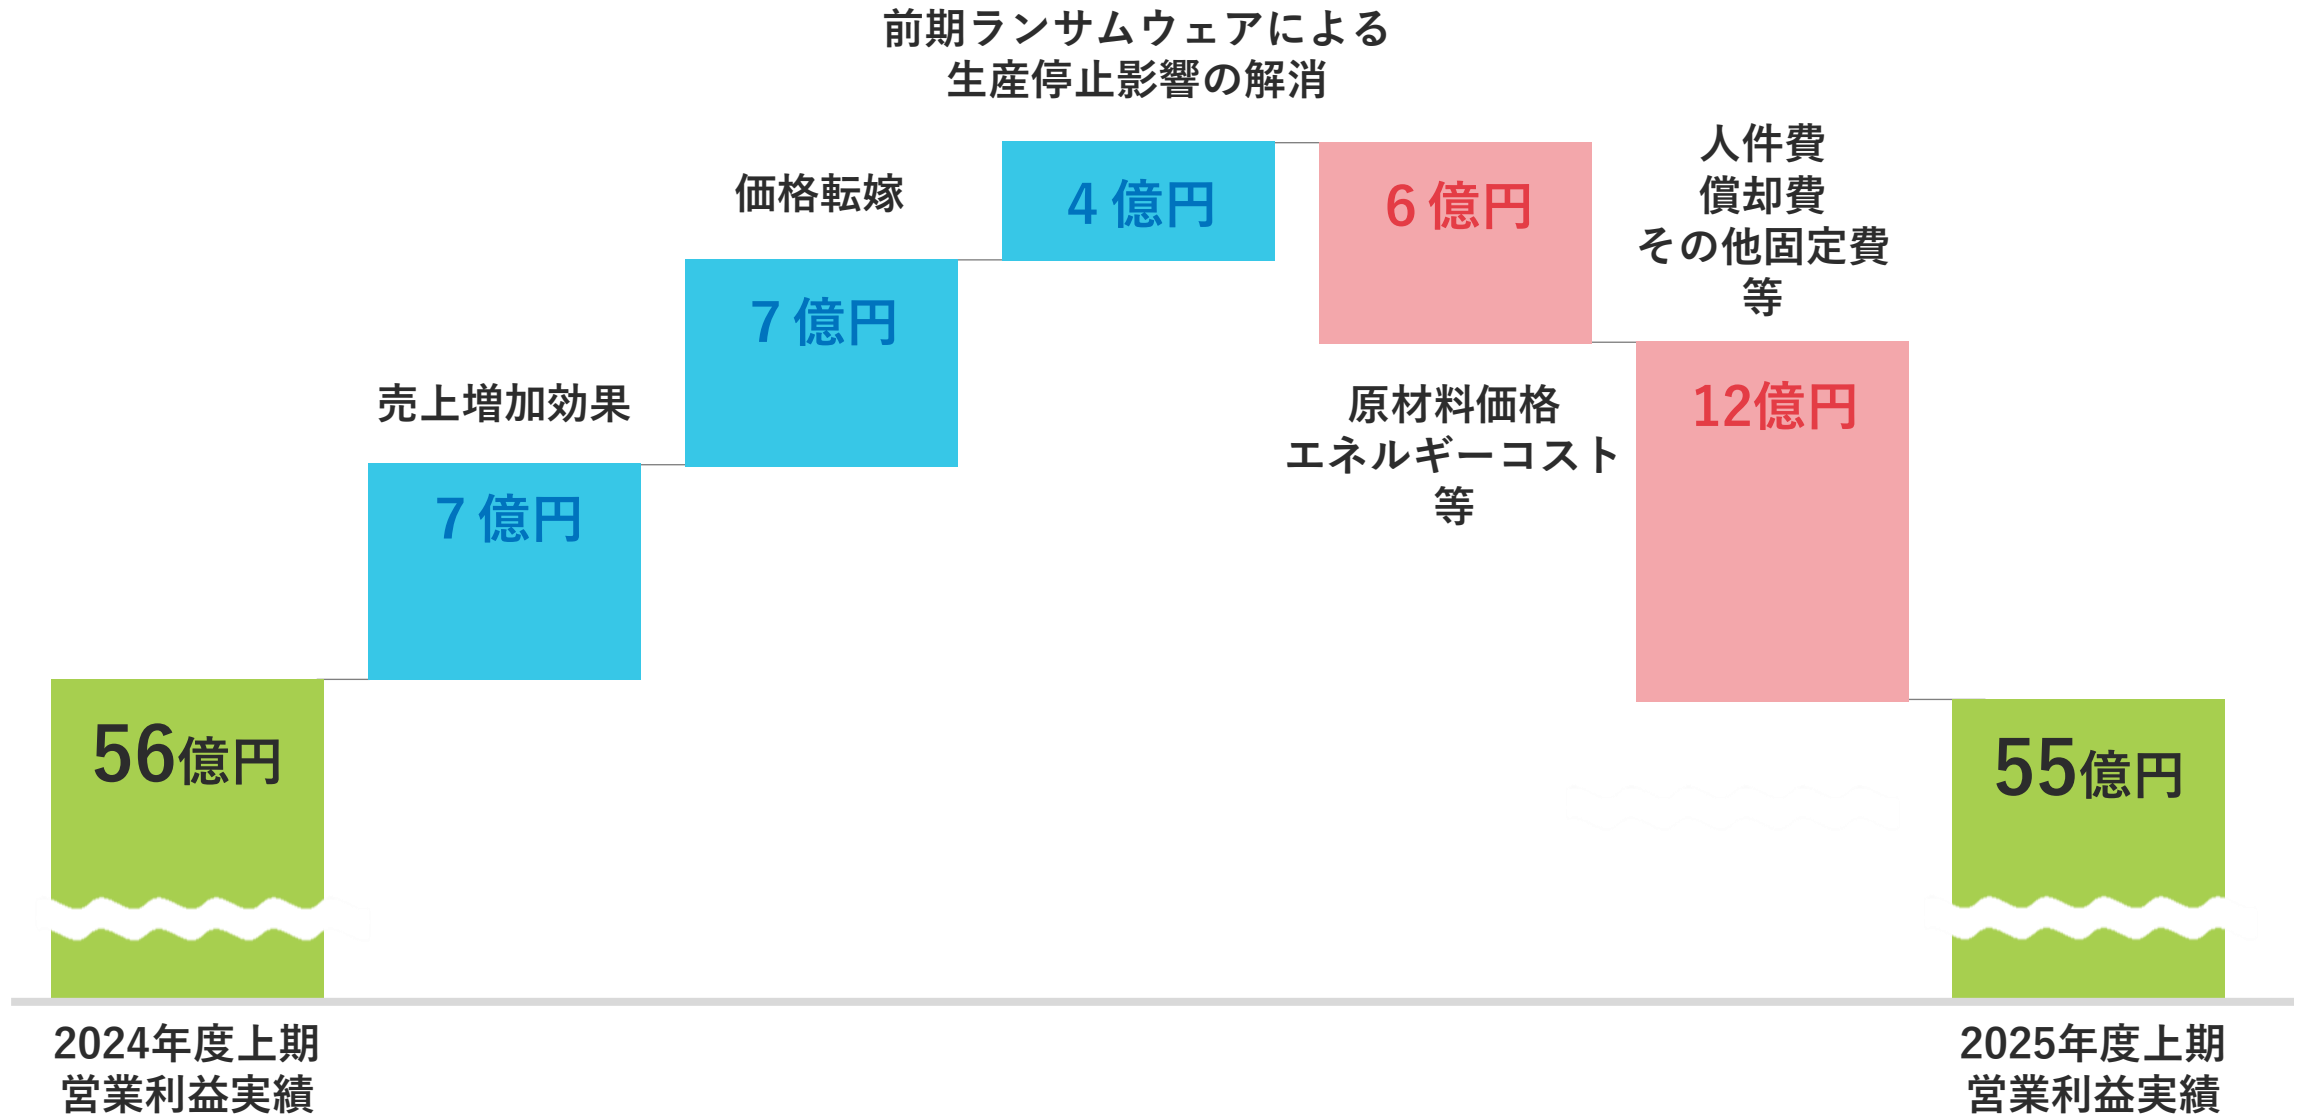 前期ランサムウェアによる
生産停止影響の解消
4 億円
価格転嫁
7 億円
売上増加効果
7 億円
56億円
2024年度上期
営業利益実績
6 億円
原材料価格
エネルギーコスト
等
人件費
償却費
その他固定費
等
12億円
55億円
2025年度上期
営業利益実績